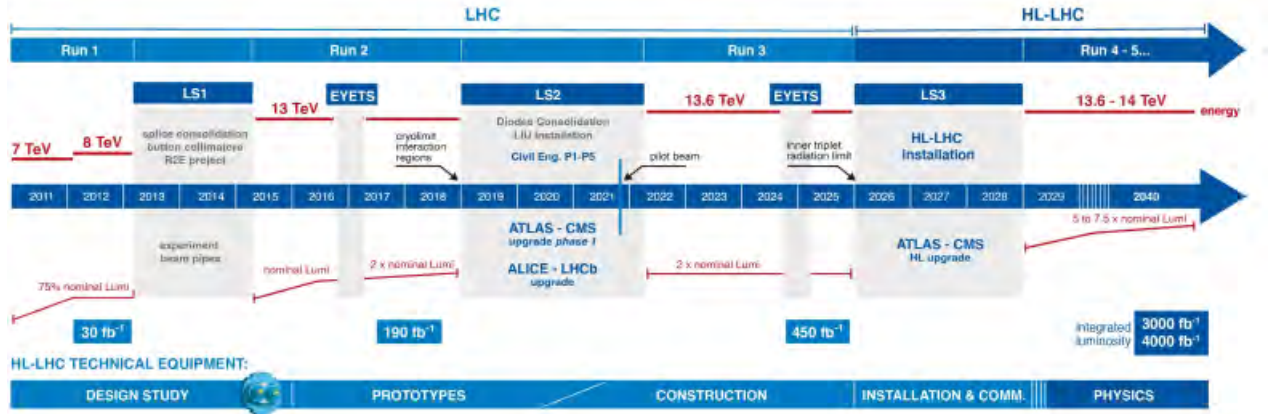 LHC
HL-LHC
Run 1
Run 2
Run 3
Run 4 - 5...
LS1
EYETS
LS2
EYETS
LS3
7 TeV
8 TeV
13 TeV
13.6 TeV
13.6 - 14 TeV
energy
splice consolidation
button collimators
R2E project
cryolimit
interaction
regions
Diodes Consolidation
LIU Installation
Civil Eng. P1-P5
pilot beam
inner triplet
radiation limit
HL-LHC
installation
2011 2012 2013 2014 2015 2016 2017 2018 2019 2020 2021 2022 2023 2024 2025 2026 2027 2028 2029 2040
5 to 7.5 x nominal Lumi
experiment
beam pipes
ATLAS - CMS
upgrade phase 1
ALICE - LHCb
upgrade
ATLAS - CMS
HL upgrade
75% nominal Lumi
nominal Lumi
2 x nominal Lumi
2 x nominal Lumi
30 fb⁻¹
190 fb⁻¹
450 fb⁻¹
integrated
luminosity
3000 fb⁻¹
4000 fb⁻¹
HL-LHC TECHNICAL EQUIPMENT:
DESIGN STUDY
PROTOTYPES
CONSTRUCTION
INSTALLATION & COMM.
PHYSICS